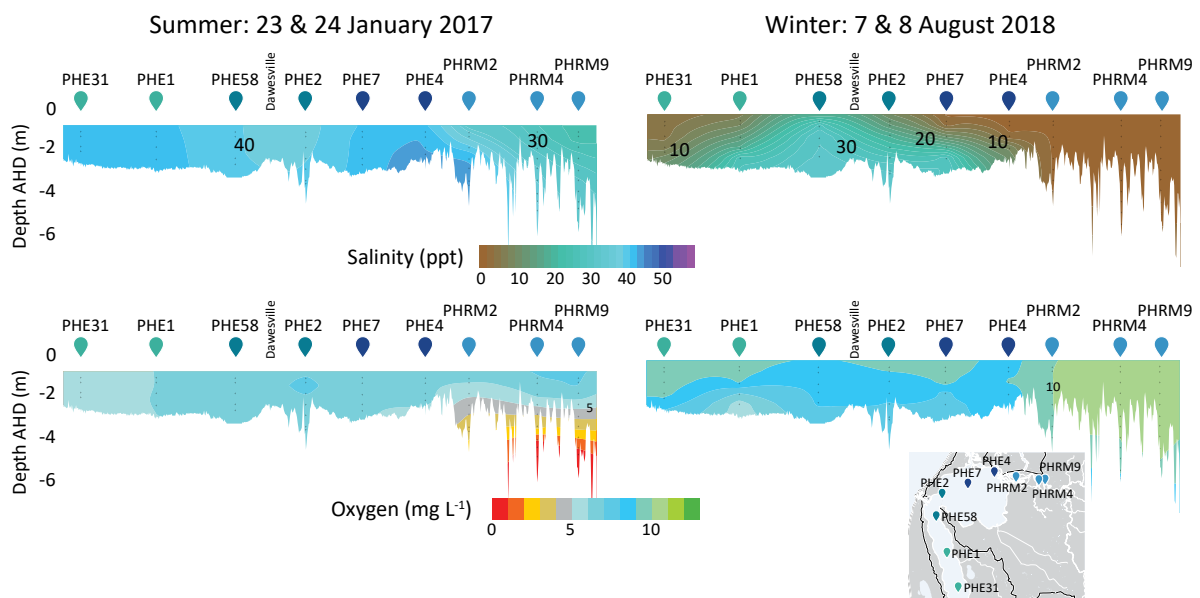 Summer: 23 & 24 January 2017
Winter: 7 & 8 August 2018
PHE31 PHE1 PHE58 Dawesville PHE2 PHE7 PHE4 PHRM2 PHRM4 PHRM9
PHE31 PHE1 PHE58 Dawesville PHE2 PHE7 PHE4 PHRM2 PHRM4 PHRM9
Depth AHD (m)
0
-2
-4
-6
40 30
10 30 20 10
Salinity (ppt)
0 10 20 30 40 50
PHE31 PHE1 PHE58 Dawesville PHE2 PHE7 PHE4 PHRM2 PHRM4 PHRM9
PHE31 PHE1 PHE58 Dawesville PHE2 PHE7 PHE4 PHRM2 PHRM4 PHRM9
Depth AHD (m)
0
-2
-4
-6
5
10
Oxygen (mg L-1)
0 5 10
PHE4
PHE7 PHRM9
PHE2 PHRM2
PHRM4
PHE58
PHE1
PHE31